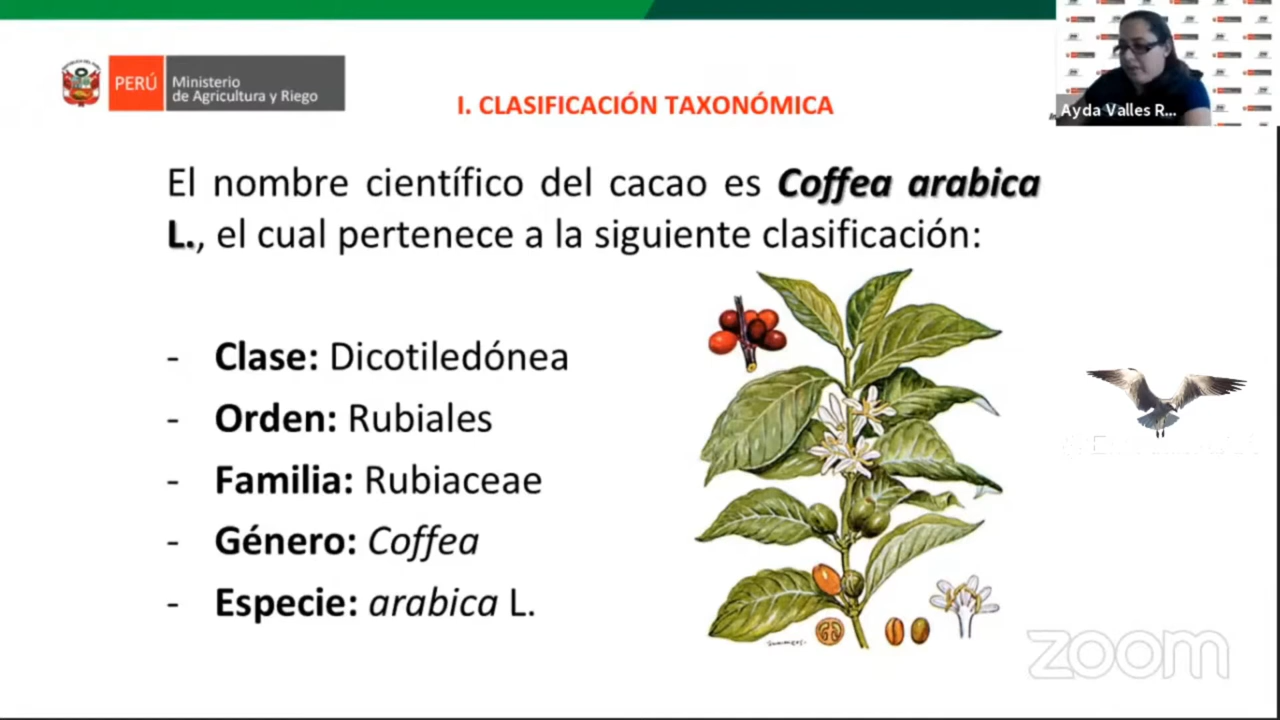 PERÚ
Ministerio
de Agricultura y Riego
I. CLASIFICACIÓN TAXONÓMICA
Ayda Valles R...
El nombre científico del cacao es Coffea arabica
L., el cual pertenece a la siguiente clasificación:
- Clase: Dicotiledónea
- Orden: Rubiales
- Familia: Rubiaceae
- Género: Coffea
- Especie: arabica L.
zoom